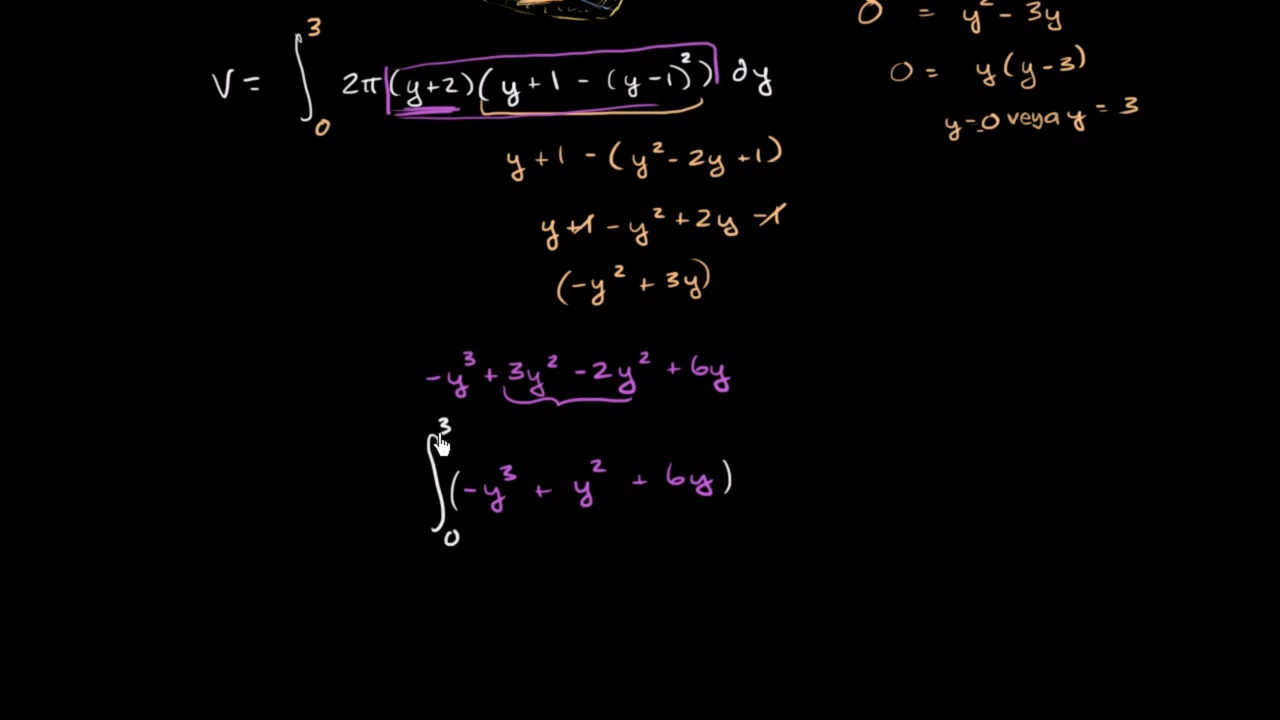 0 = y² - 3y
V = ∫₀³ 2π(y+2)(y+1 - (y-1)²) dy
0 = y(y-3)
y=0 veya y = 3
y+1 - (y² - 2y +1)
y+1 - y² + 2y -1
(-y² + 3y)
-y³ + 3y² - 2y² + 6y
∫₀³ (-y³ + y² + 6y)